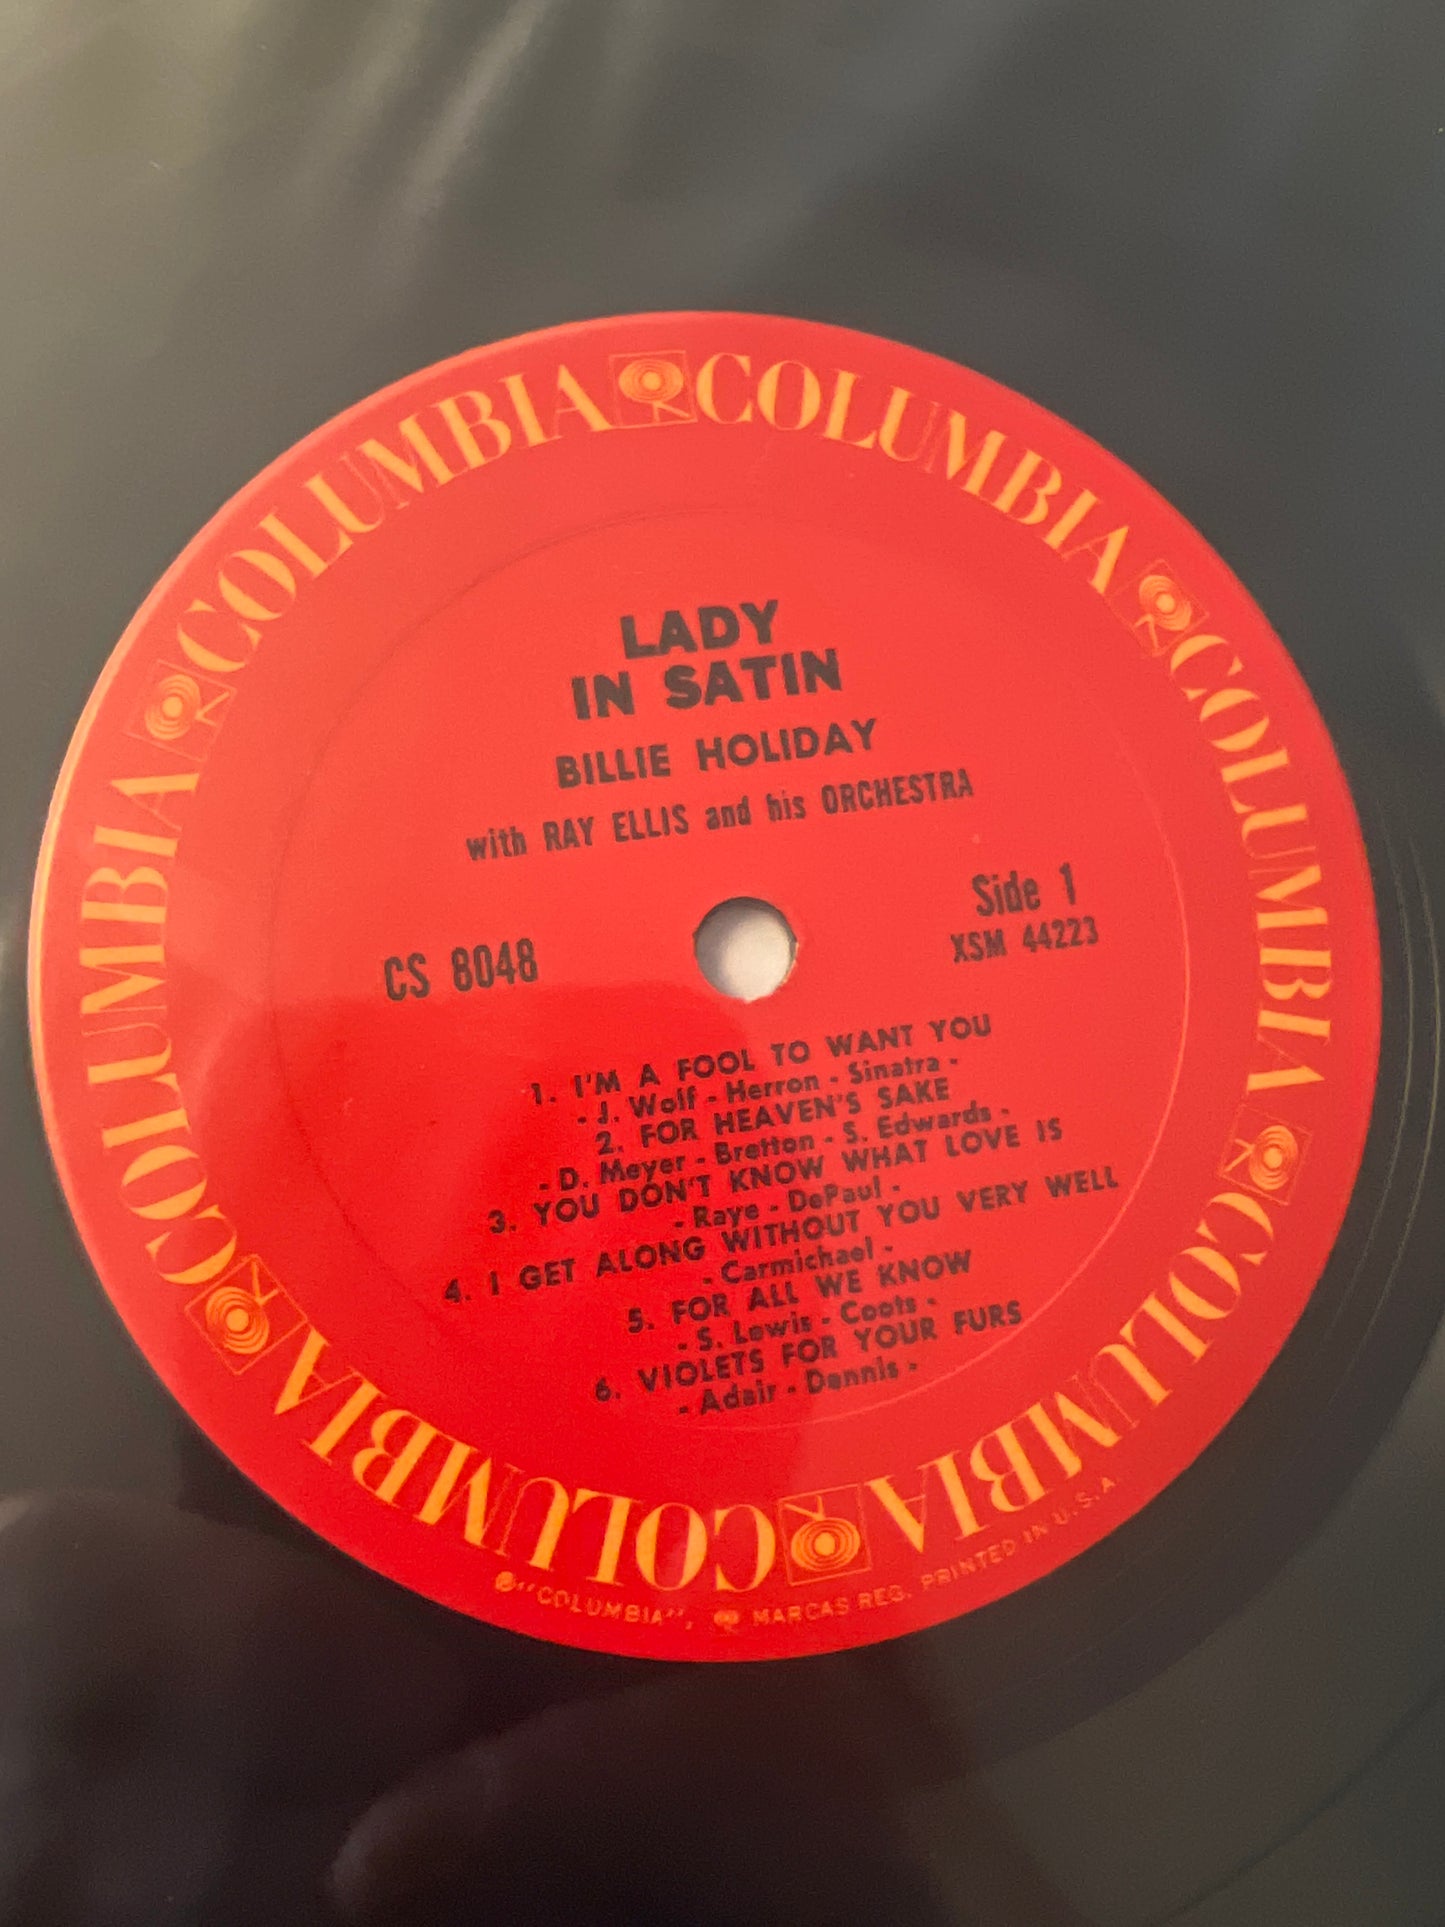 COLUMBIA COLUMBIA COLUMBIA COLUMBIA COLUMBIA COLUMBIA
LADY
IN SATIN
BILLIE HOLIDAY
with RAY ELLIS and his ORCHESTRA
Side 1
CS 8048
XSM 44223
1. I'M A FOOL TO WANT YOU
- J. Wolf - Herron - Sinatra -
2. FOR HEAVEN'S SAKE
- D. Meyer - Bretton - S. Edwards -
3. YOU DON'T KNOW WHAT LOVE IS
- Raye - DePaul -
4. I GET ALONG WITHOUT YOU VERY WELL
- Carmichael -
5. FOR ALL WE KNOW
- S. Lewis - Coots -
6. VIOLETS FOR YOUR FURS
- Adair - Dennis -
"COLUMBIA", MARCAS REG. PRINTED IN U.S.A.